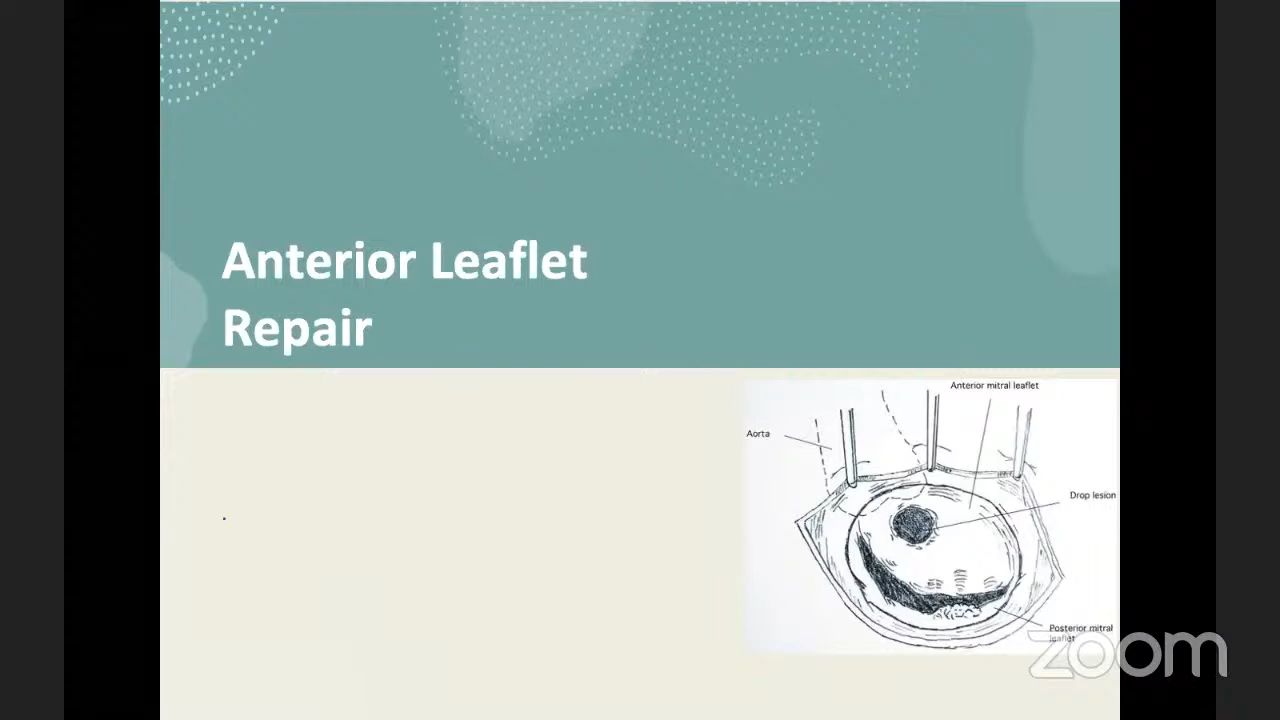 Anterior Leaflet
Repair
Anterior mitral leaflet
Aorta
Drop lesion
Posterior mitral
leaflet
zoom